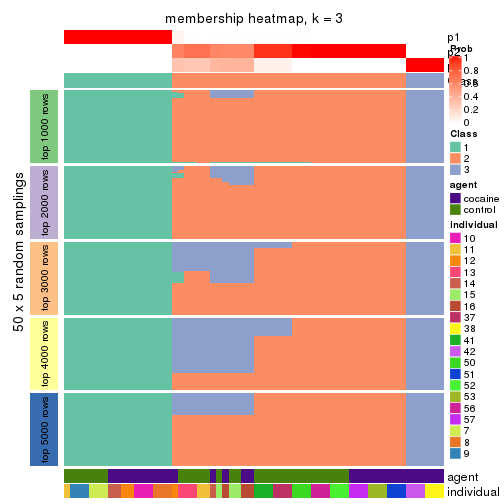 membership heatmap, k = 3
p1
p2
Prob
1
0.8
0.6
0.4
0.2
0
Class
1
2
3
agent
cocaine
control
individual
10
11
12
13
14
15
16
37
38
41
42
50
51
52
53
56
57
7
8
9
50 x 5 random samplings
top 1000 rows
top 2000 rows
top 3000 rows
top 4000 rows
top 5000 rows
agent
individual